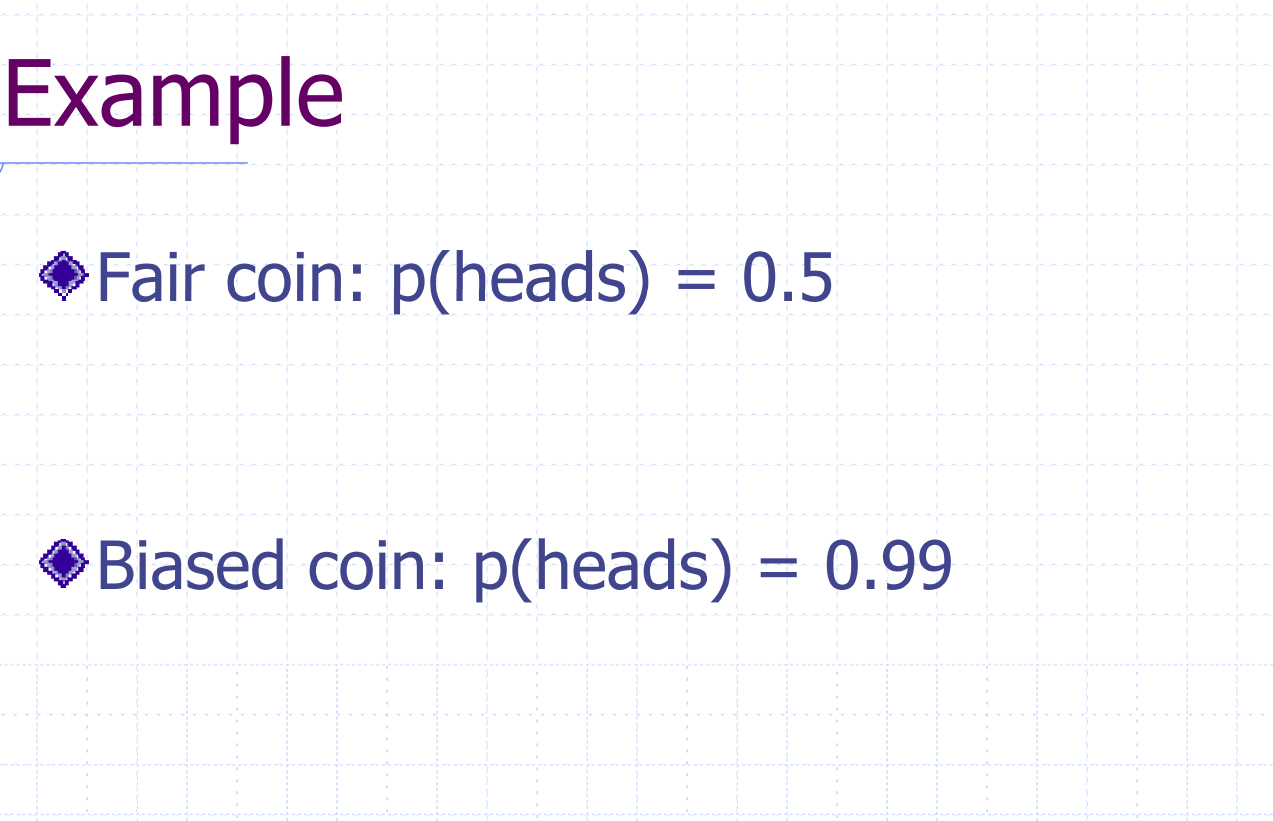 Example
Fair coin: p(heads) = 0.5
Biased coin: p(heads) = 0.99